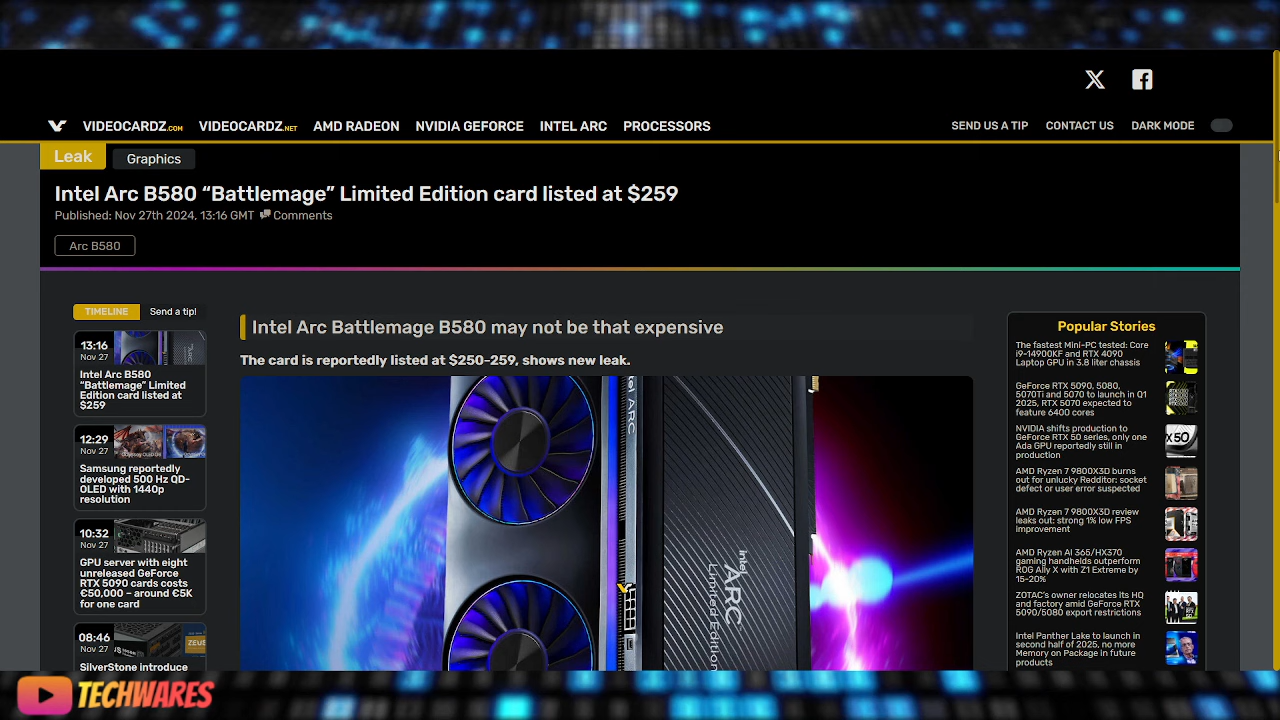 VIDEOCARDZ.COM VIDEOCARDZ.NET AMD RADEON NVIDIA GEFORCE INTEL ARC PROCESSORS SEND US A TIP CONTACT US DARK MODE
Leak Graphics
Intel Arc B580 “Battlemage” Limited Edition card listed at $259
Published: Nov 27th 2024, 13:16 GMT Comments
Arc B580
TIMELINE Send a tip!
13:16
Nov 27
Intel Arc B580
“Battlemage” Limited
Edition card listed at
$259
12:29
Nov 27
Samsung reportedly
developed 500 Hz QD-
OLED with 1440p
resolution
10:32
Nov 27
GPU server with eight
unreleased GeForce
RTX 5090 cards costs
€50,000 – around €5K
for one card
08:46
Nov 27
SilverStone introduce
Intel Arc Battlemage B580 may not be that expensive
The card is reportedly listed at $250-259, shows new leak.
intel ARC
intel
ARC
Limited Edition
Popular Stories
The fastest Mini-PC tested: Core
i9-14900KF and RTX 4090
Laptop GPU in 3.8 liter chassis
GeForce RTX 5090, 5080,
5070Ti and 5070 to launch in Q1
2025, RTX 5070 expected to
feature 6400 cores
NVIDIA shifts production to
GeForce RTX 50 series, only one
Ada GPU reportedly still in
production
X 50
AMD Ryzen 7 9800X3D burns
out for unlucky Redditor: socket
defect or user error suspected
AMD Ryzen 7 9800X3D review
leaks out: strong 1% low FPS
improvement
AMD Ryzen AI 365/HX370
gaming handhelds outperform
ROG Ally X with Z1 Extreme by
15-20%
ZOTAC's owner relocates its HQ
and factory amid GeForce RTX
5090/5080 export restrictions
Intel Panther Lake to launch in
second half of 2025, no more
Memory on Package in future
products
TECHWARES